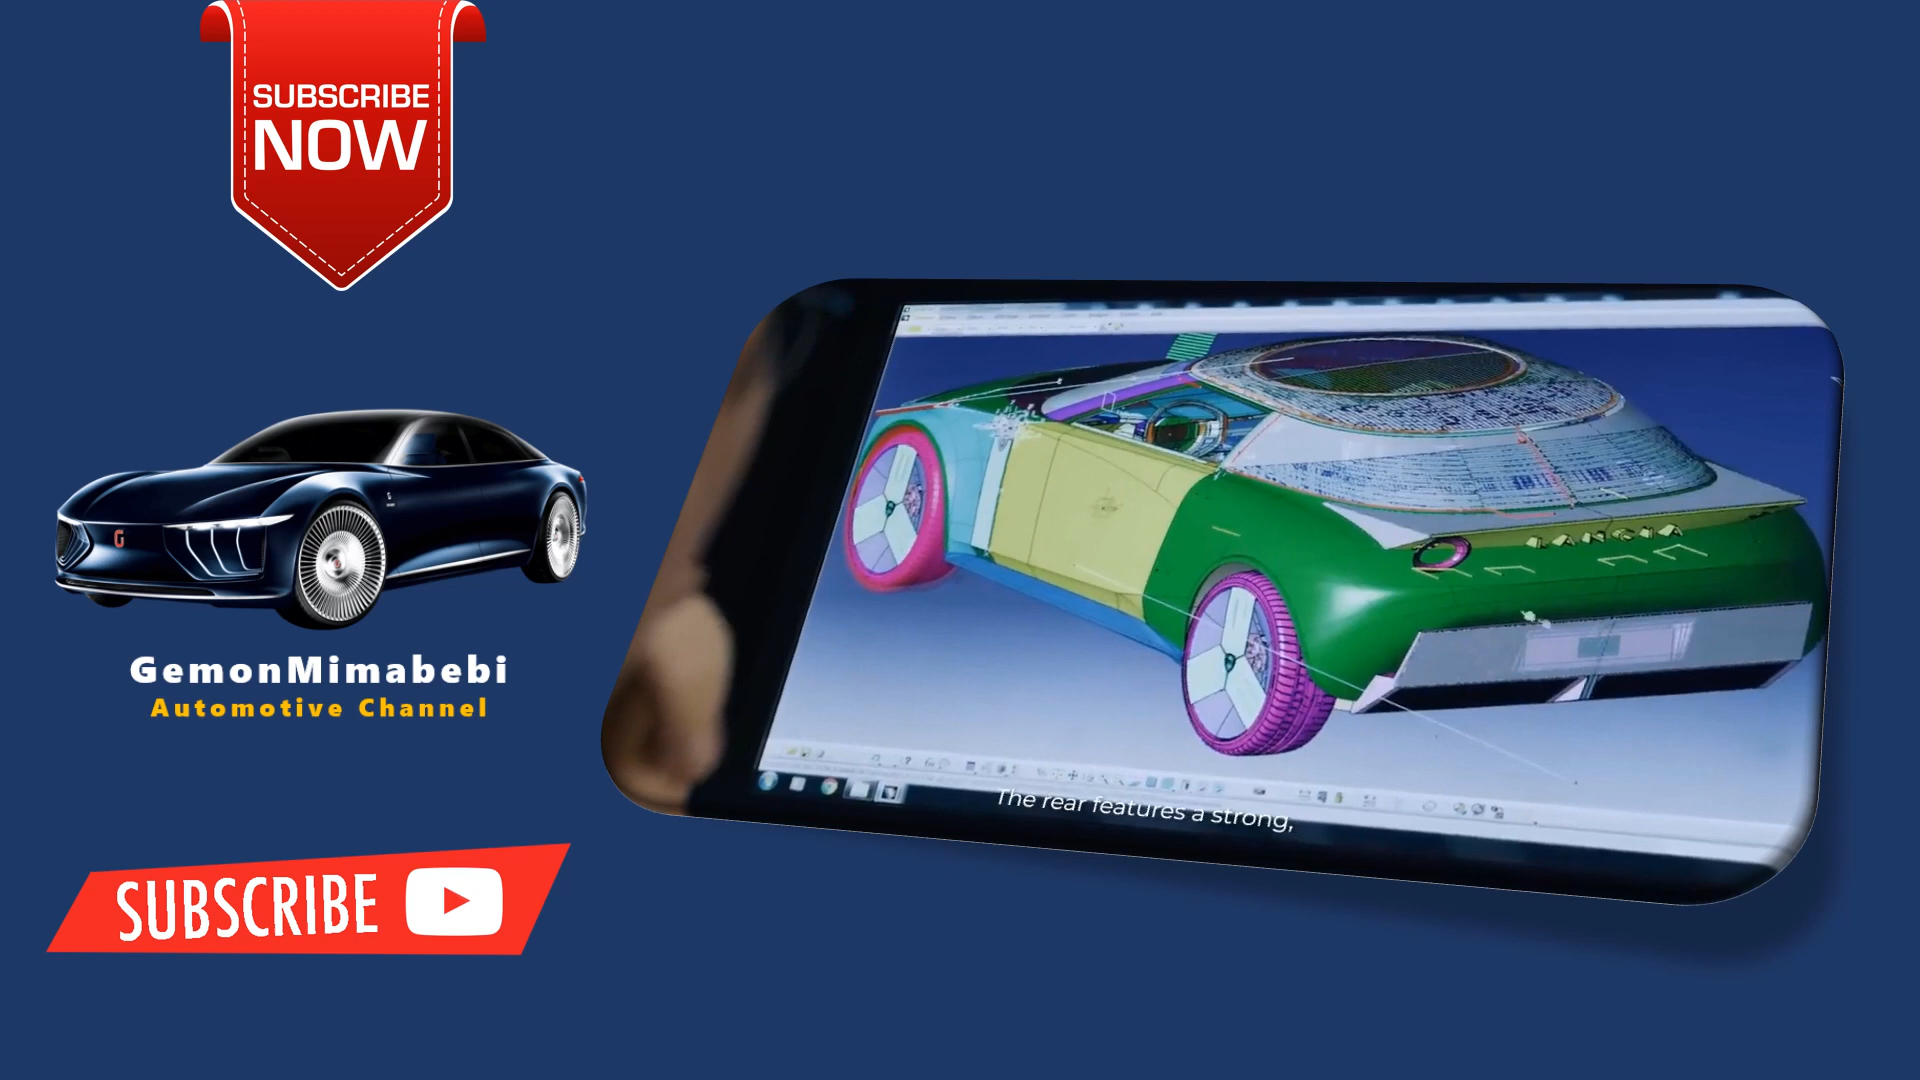 SUBSCRIBE
NOW
G
GemonMimabebi
Automotive Channel
SUBSCRIBE
LANCIA
The rear features a strong,